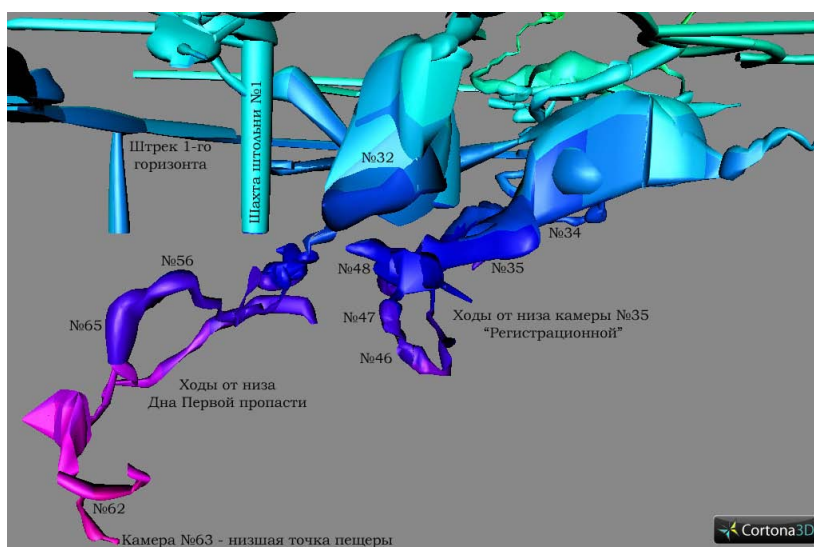 Штрек 1-го
горизонта
Шахта штольни №1
№32
№34
№35
№48
№56
№47
№65
№46
Ходы от низа камеры №35
“Регистрационной”
Ходы от низа
Дна Первой пропасти
№62
Камера №63 - низшая точка пещеры
Cortona3D